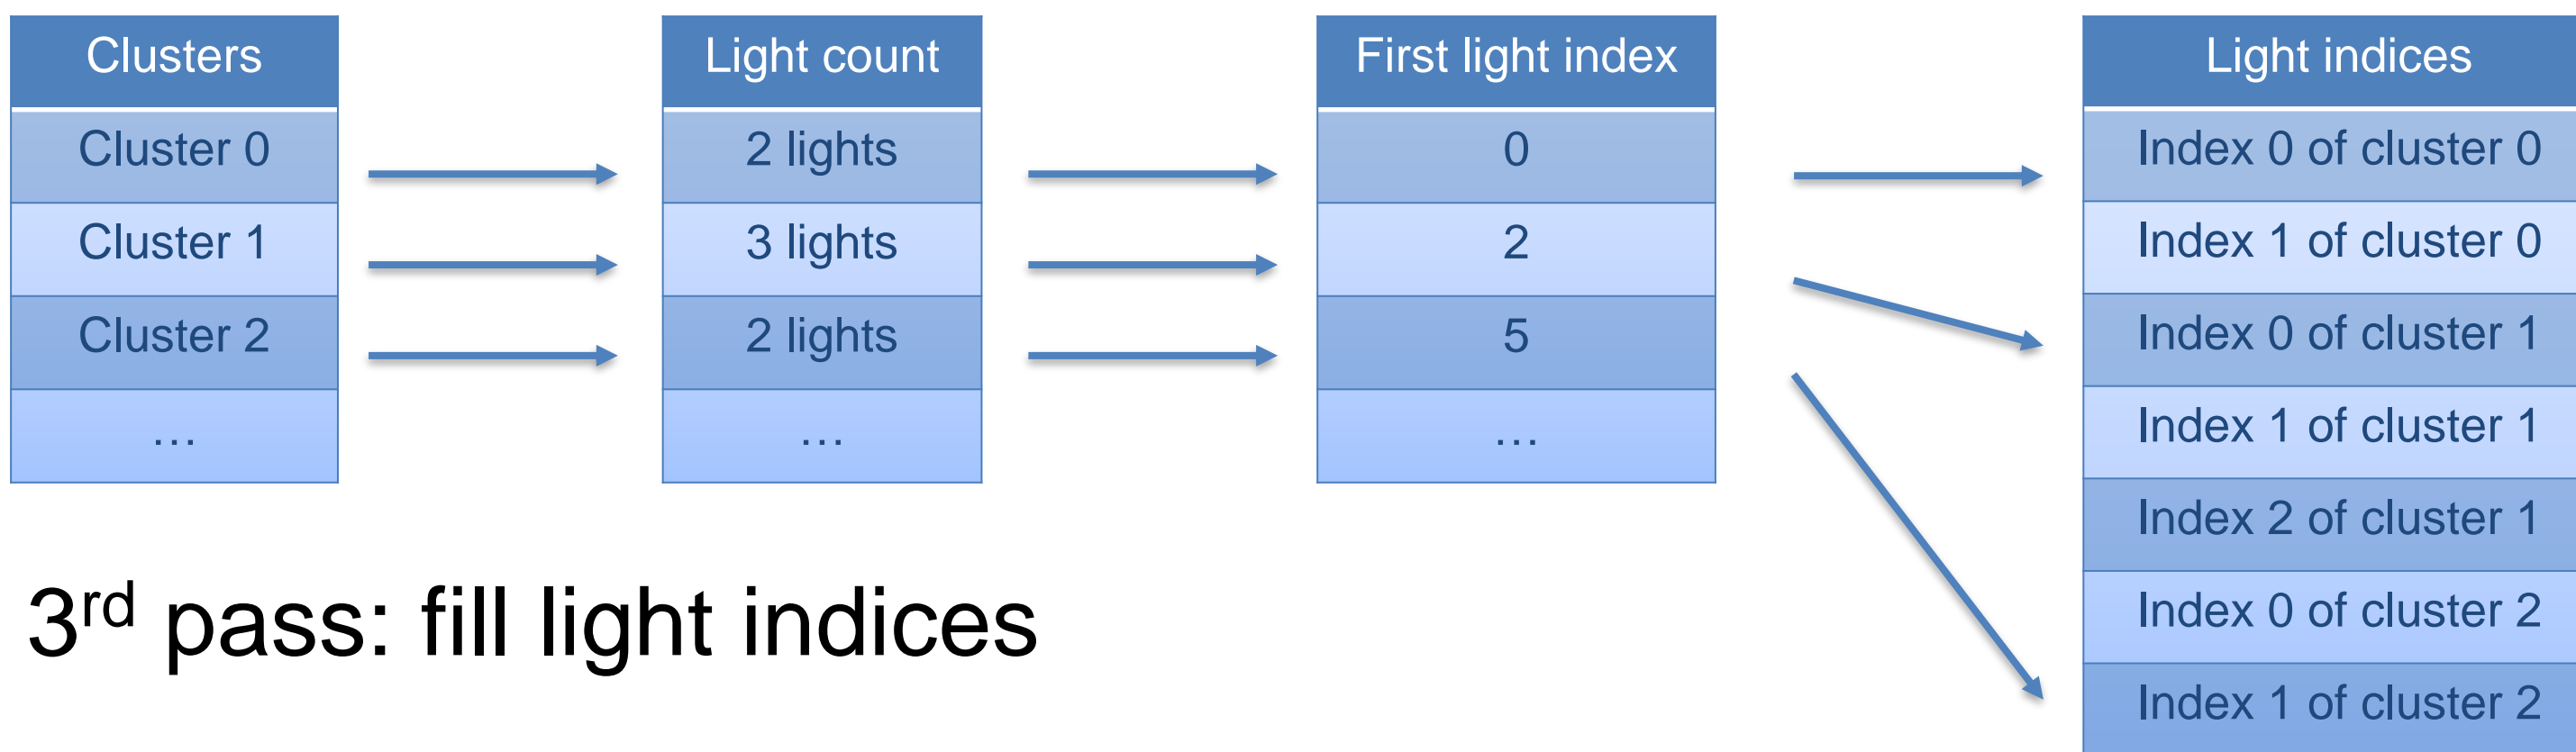 Clusters
Cluster 0
Cluster 1
Cluster 2
…
Light count
2 lights
3 lights
2 lights
…
First light index
0
2
5
…
Light indices
Index 0 of cluster 0
Index 1 of cluster 0
Index 0 of cluster 1
Index 1 of cluster 1
Index 2 of cluster 1
Index 0 of cluster 2
Index 1 of cluster 2
3rd pass: fill light indices